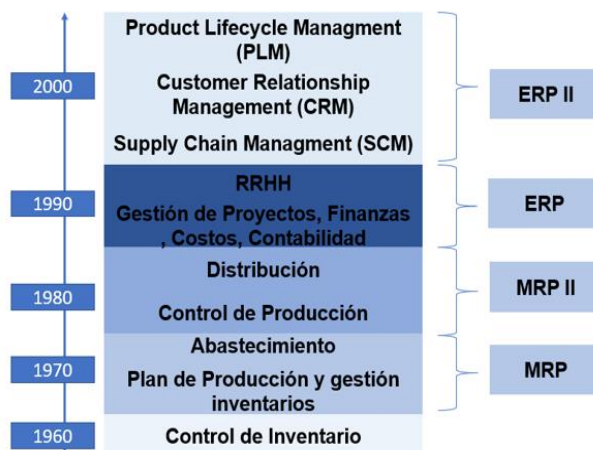 2000
Product Lifecycle Managment
(PLM)
Customer Relationship
Management (CRM)
Supply Chain Managment (SCM)
ERP II
1990
RRHH
Gestión de Proyectos, Finanzas
, Costos, Contabilidad
ERP
1980
Distribución
Control de Producción
MRP II
1970
Abastecimiento
Plan de Producción y gestión
inventarios
MRP
1960
Control de Inventario